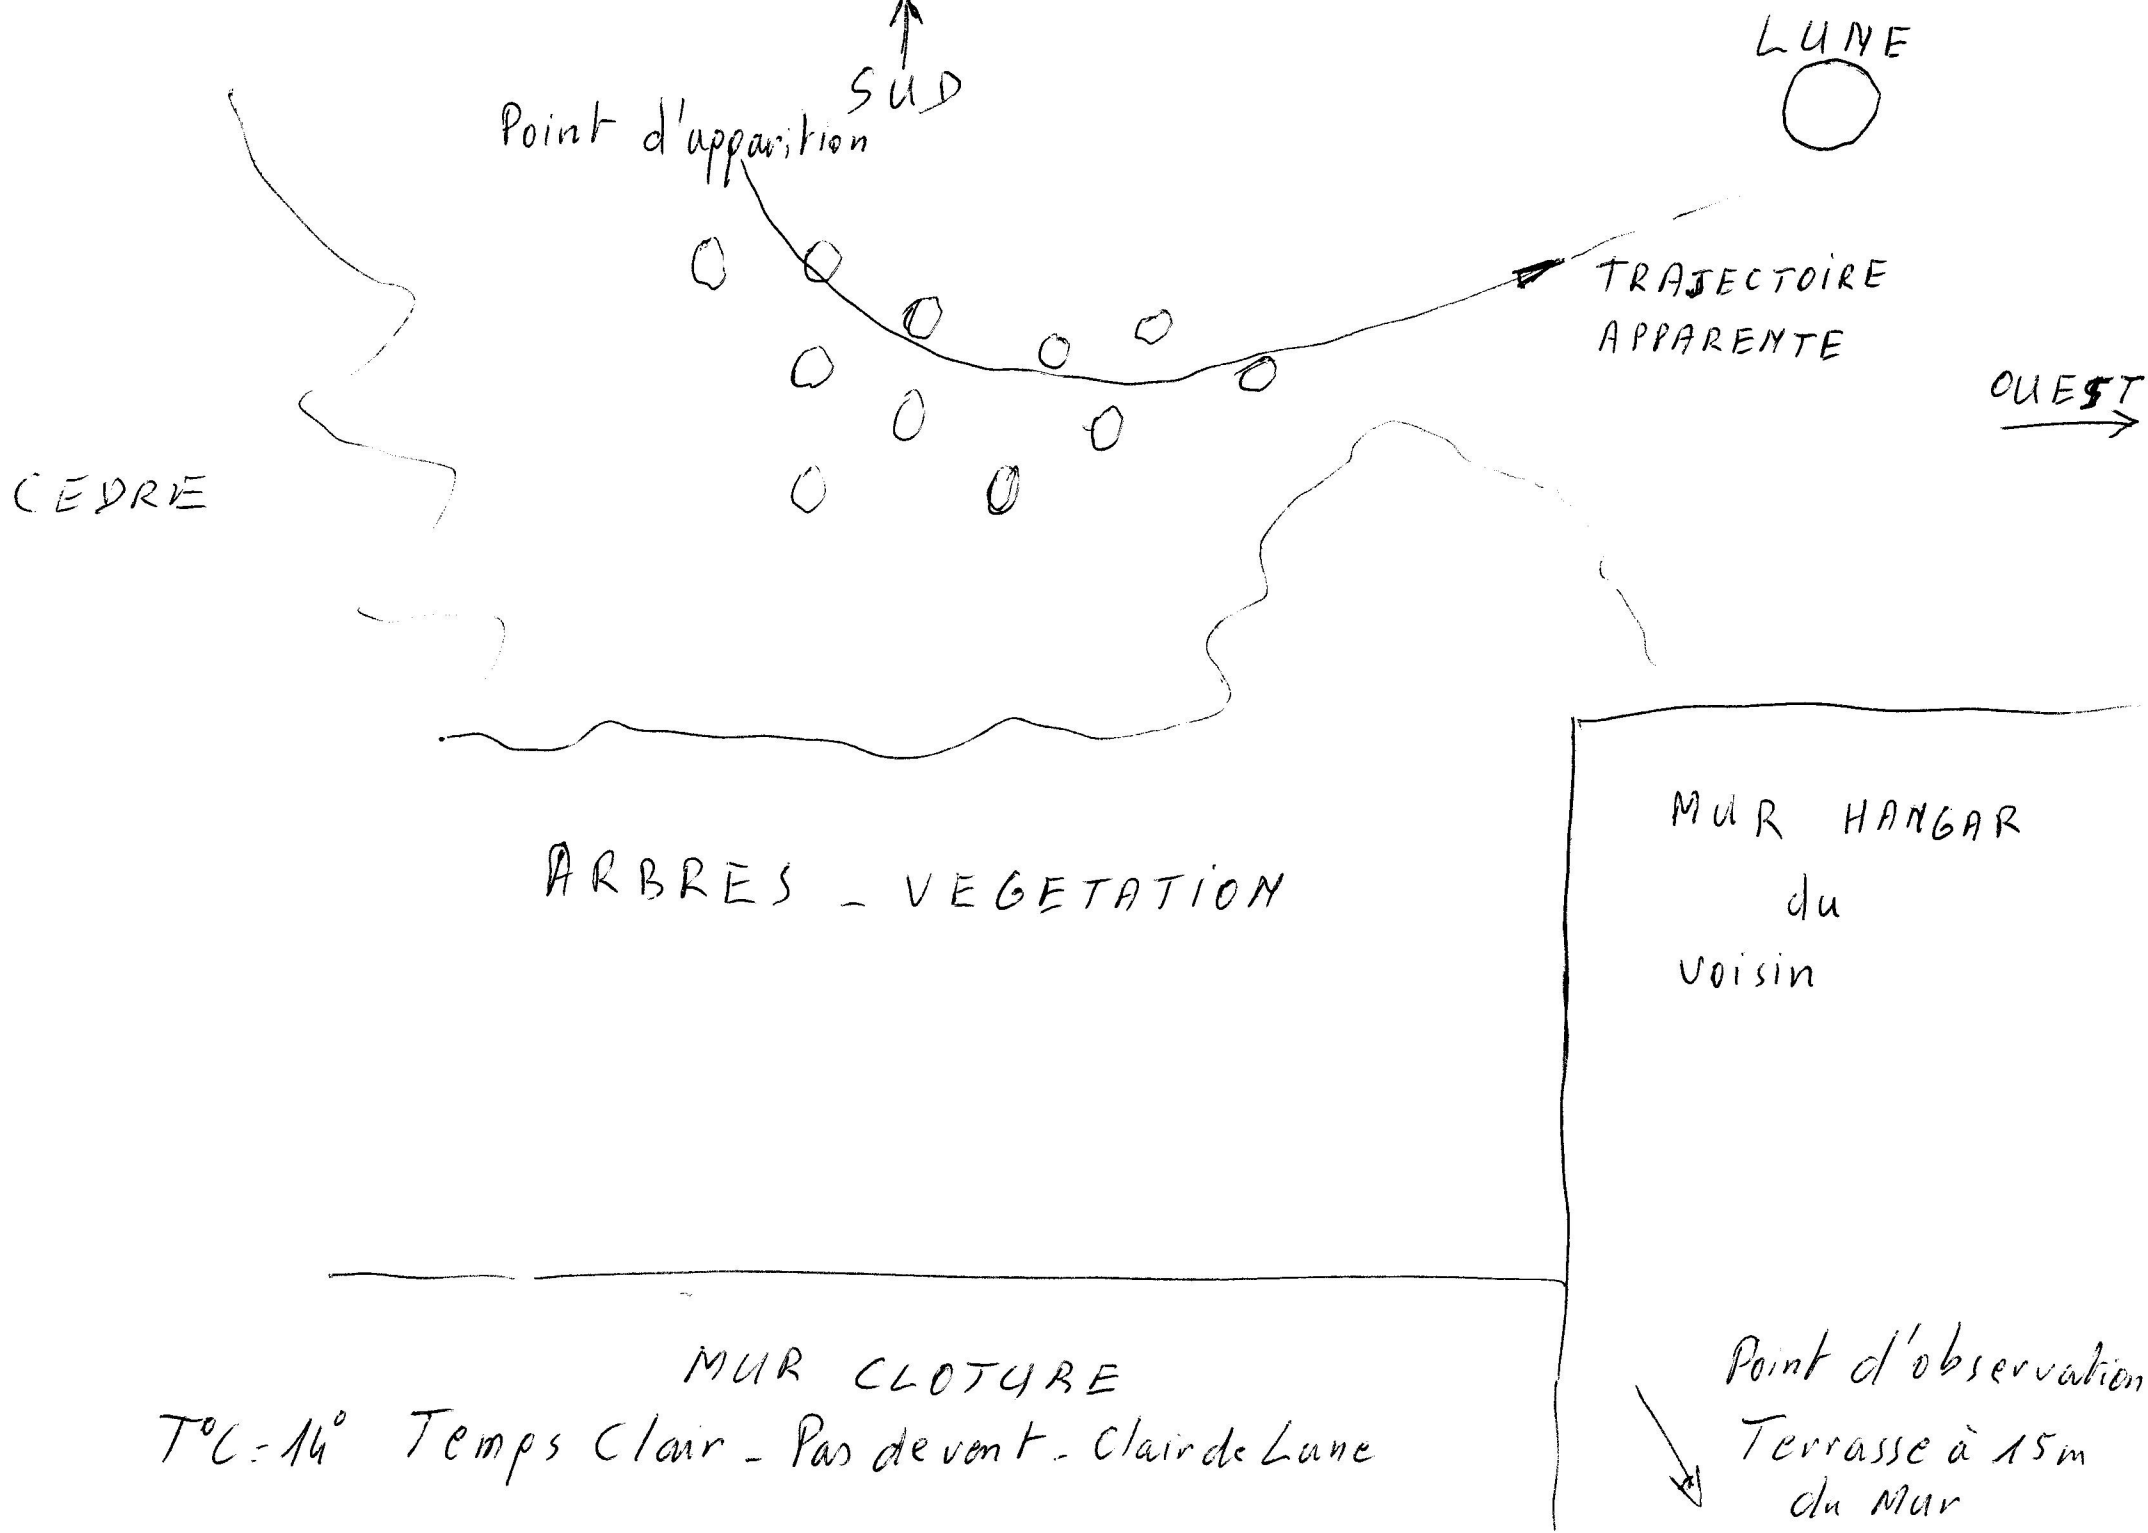 LUNE
SUD
Point d'apparition
TRAJECTOIRE
APPARENTE
OUEST
CEDRE
MUR HANGAR
du
voisin
ARBRES - VEGETATION
MUR CLOTURE
Point d'observation
Terrasse à 15m
du Mur
T°C = 14° Temps Clair - Pas de vent - Clair de Lune